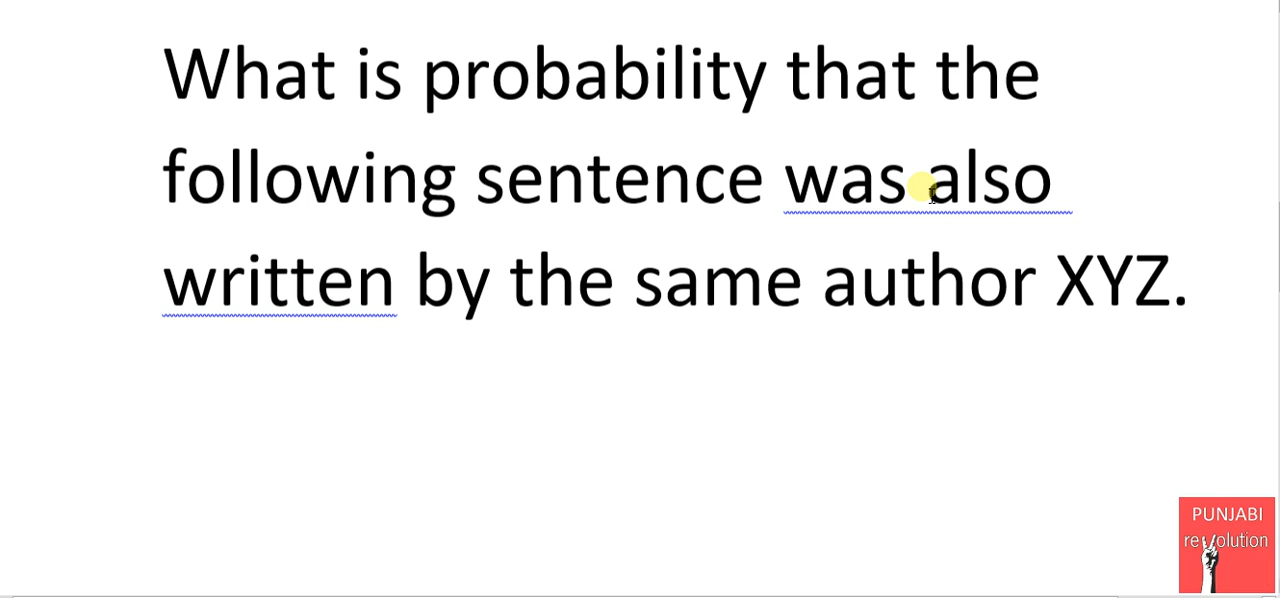 What is probability that the
following sentence was also
written by the same author XYZ.
PUNJABI
revolution